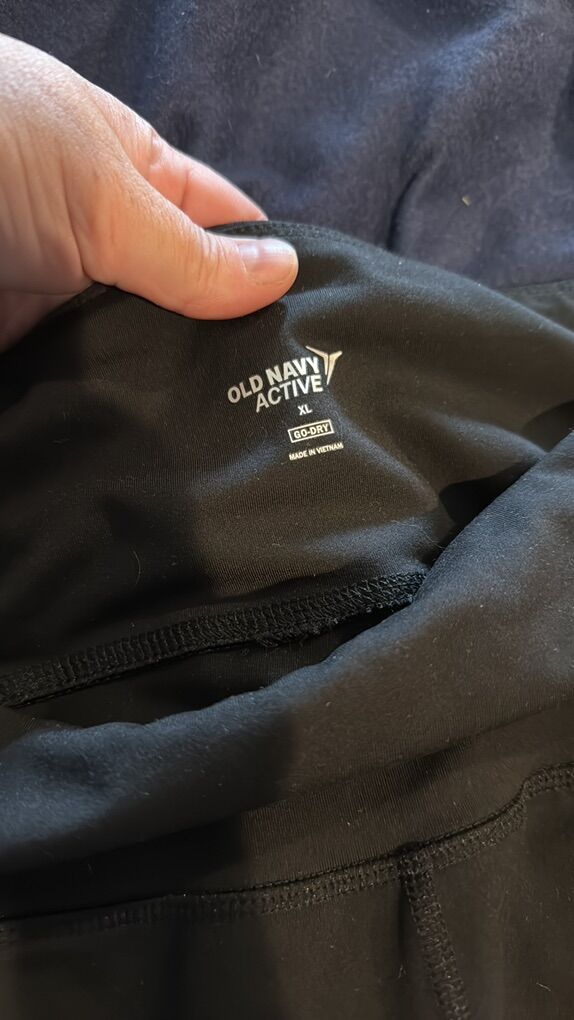 OLD NAVY
ACTIVE
XL
GO-DRY
MADE IN VIETNAM